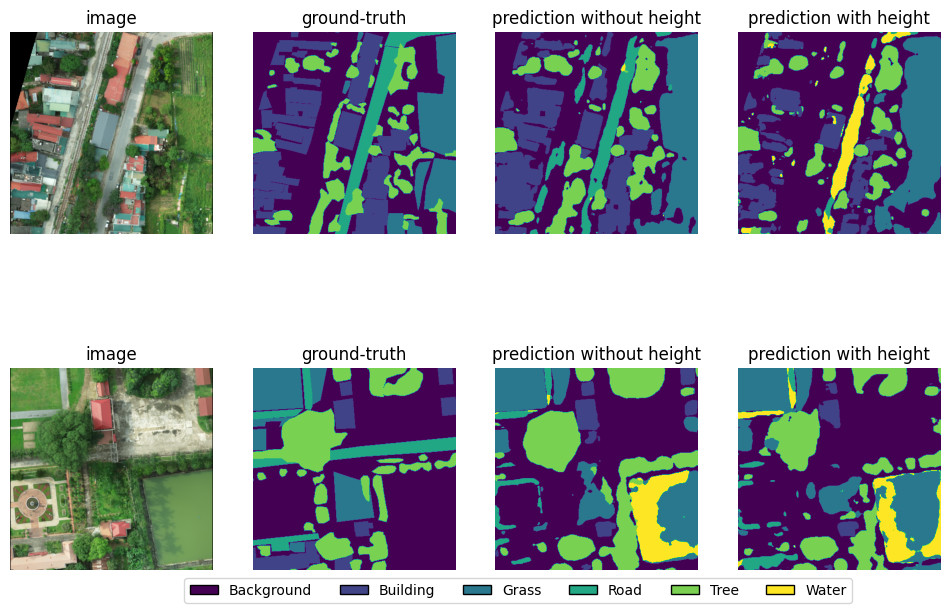 image ground-truth prediction without height prediction with height
image ground-truth prediction without height prediction with height
Background Building Grass Road Tree Water